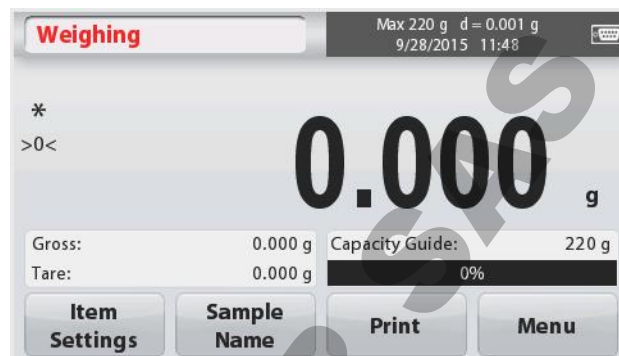 Weighing
Max 220 g d = 0.001 g
9/28/2015 11:48
*
>0<
0.000 g
Gross: 0.000 g
Tare: 0.000 g
Capacity Guide: 220 g
0%
Item Settings
Sample Name
Print
Menu
SAS